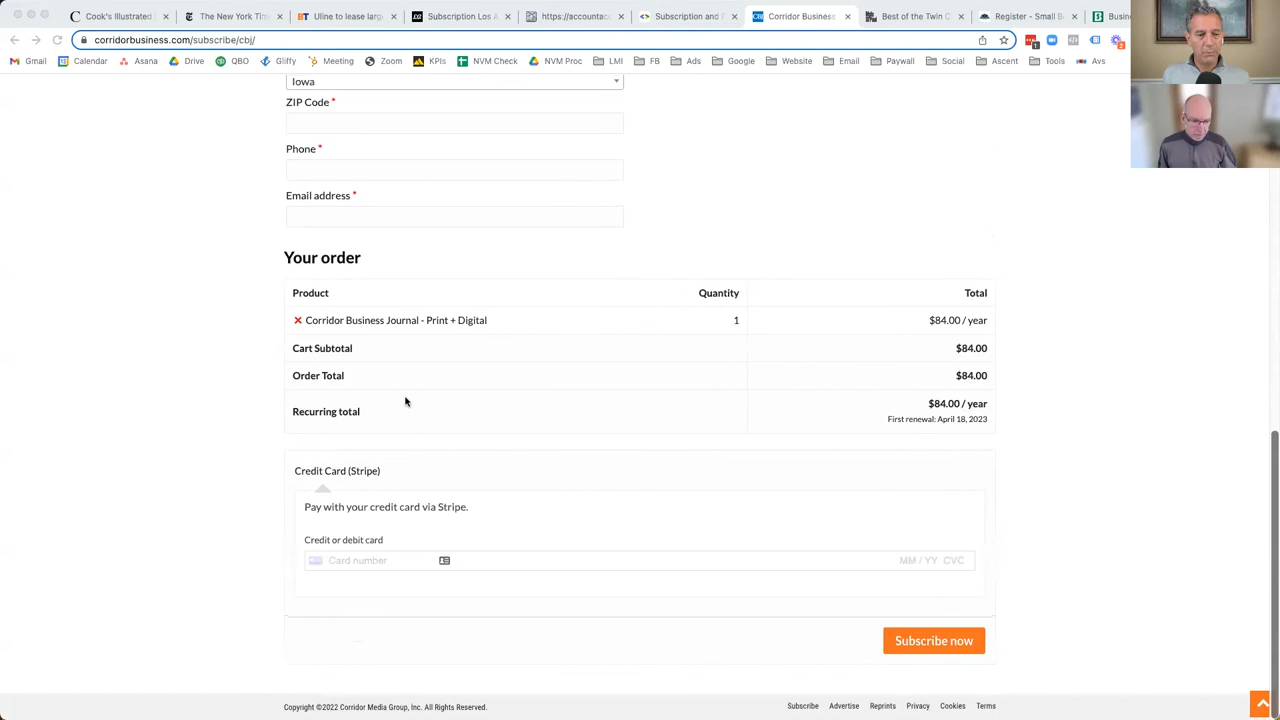 Cook's Illustrated
The New York Tim
Uline to lease larg
Subscription Los A
https://accountacc
Subscription and P
Corridor Business
Best of the Twin C
Register - Small B
Busin
corridorbusiness.com/subscribe/cbj/
Gmail
Calendar
Asana
Drive
QBO
Gliffy
Meeting
Zoom
KPIs
NVM Check
NVM Proc
LMI
FB
Ads
Google
Website
Email
Paywall
Social
Ascent
Tools
Avs
Iowa
ZIP Code *
Phone *
Email address *
Your order
Product Quantity Total
Corridor Business Journal - Print + Digital 1 $84.00 / year
Cart Subtotal $84.00
Order Total $84.00
Recurring total $84.00 / year
First renewal: April 18, 2023
Credit Card (Stripe)
Pay with your credit card via Stripe.
Credit or debit card
Card number MM / YY CVC
Subscribe now
Copyright ©2022 Corridor Media Group, Inc. All Rights Reserved.
Subscribe Advertise Reprints Privacy Cookies Terms